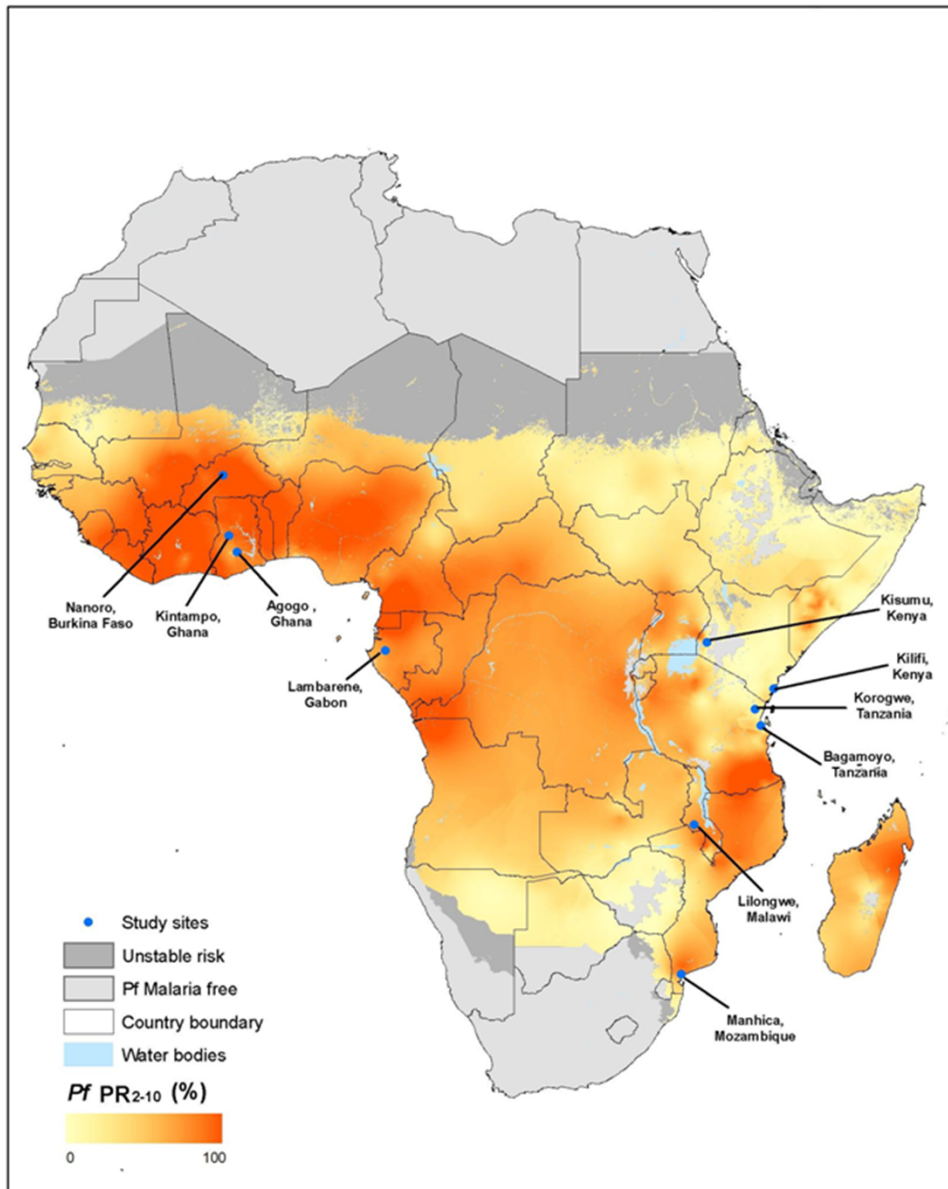 Nanoro,
Burkina Faso
Kintampo,
Ghana
Agogo ,
Ghana
Lambarene,
Gabon
Kisumu,
Kenya
Kilifi,
Kenya
Korogwe,
Tanzania
Bagamoyo,
Tanzania
Lilongwe,
Malawi
Manhica,
Mozambique
Study sites
Unstable risk
Pf Malaria free
Country boundary
Water bodies
Pf PR2-10 (%)
0 100